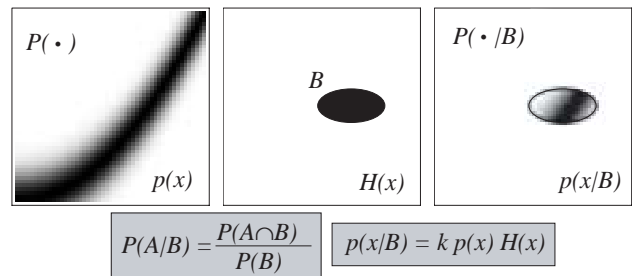 P( • )
p(x)
B
H(x)
P( • /B)
p(x/B)
P(A/B) = P(A∩B) / P(B)
p(x/B) = k p(x) H(x)